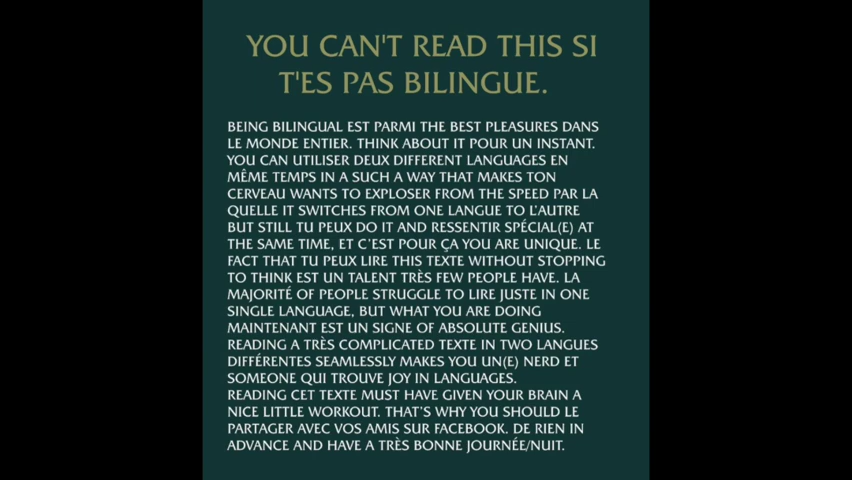 YOU CAN'T READ THIS SI
T'ES PAS BILINGUE.
BEING BILINGUAL EST PARMI THE BEST PLEASURES DANS
LE MONDE ENTIER. THINK ABOUT IT POUR UN INSTANT.
YOU CAN UTILISER DEUX DIFFERENT LANGUAGES EN
MÊME TEMPS IN A SUCH A WAY THAT MAKES TON
CERVEAU WANTS TO EXPLOSER FROM THE SPEED PAR LA
QUELLE IT SWITCHES FROM ONE LANGUE TO L'AUTRE
BUT STILL TU PEUX DO IT AND RESSENTIR SPÉCIAL(E) AT
THE SAME TIME, ET C'EST POUR ÇA YOU ARE UNIQUE. LE
FACT THAT TU PEUX LIRE THIS TEXTE WITHOUT STOPPING
TO THINK EST UN TALENT TRÈS FEW PEOPLE HAVE. LA
MAJORITÉ OF PEOPLE STRUGGLE TO LIRE JUSTE IN ONE
SINGLE LANGUAGE, BUT WHAT YOU ARE DOING
MAINTENANT EST UN SIGNE OF ABSOLUTE GENIUS.
READING A TRÈS COMPLICATED TEXTE IN TWO LANGUES
DIFFÉRENTES SEAMLESSLY MAKES YOU UN(E) NERD ET
SOMEONE QUI TROUVE JOY IN LANGUAGES.
READING CET TEXTE MUST HAVE GIVEN YOUR BRAIN A
NICE LITTLE WORKOUT. THAT'S WHY YOU SHOULD LE
PARTAGER AVEC VOS AMIS SUR FACEBOOK. DE RIEN IN
ADVANCE AND HAVE A TRÈS BONNE JOURNÉE/NUIT.